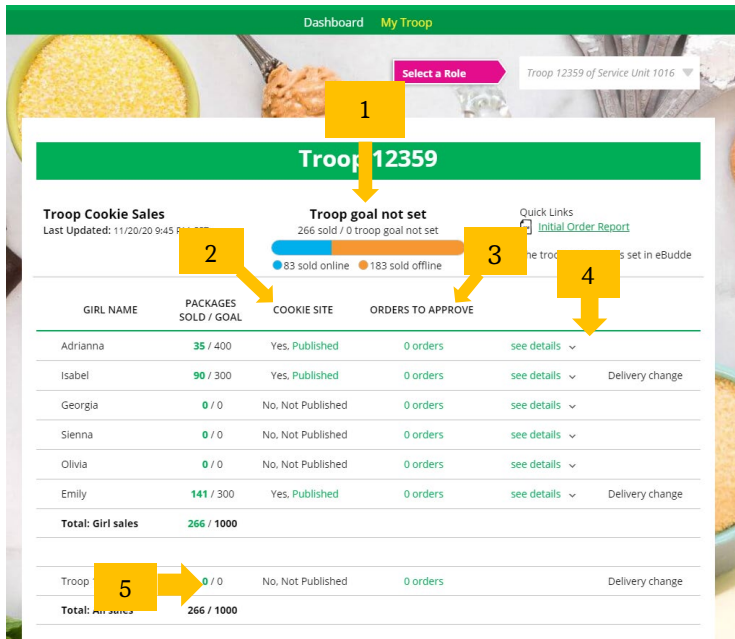 Dashboard My Troop
Select a Role
Troop 12359 of Service Unit 1016
1
Troop 12359
Troop Cookie Sales
Last Updated: 11/20/20 9:45
Troop goal not set
266 sold / 0 troop goal not set
83 sold online 183 sold offline
Quick Links
Initial Order Report
set in eBudde
2
3
4
GIRL NAME PACKAGES SOLD / GOAL COOKIE SITE ORDERS TO APPROVE
Adrianna 35 / 400 Yes, Published 0 orders see details
Isabel 90 / 300 Yes, Published 0 orders see details Delivery change
Georgia 0 / 0 No, Not Published 0 orders see details
Sienna 0 / 0 No, Not Published 0 orders see details
Olivia 0 / 0 No, Not Published 0 orders see details
Emily 141 / 300 Yes, Published 0 orders see details Delivery change
Total: Girl sales 266 / 1000
Troop 0 / 0 No, Not Published 0 orders Delivery change
5
Total: All sales 266 / 1000